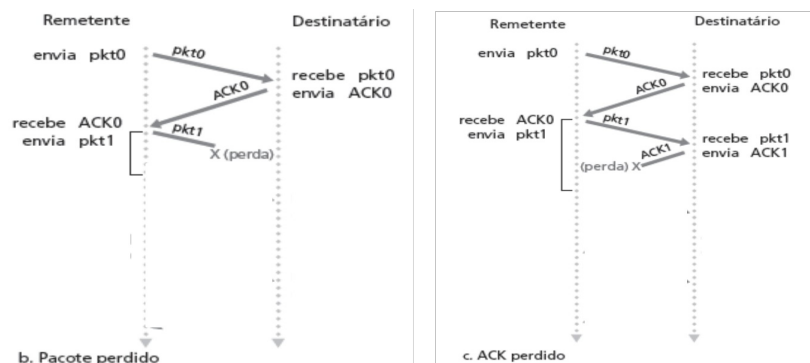 Remetente
Destinatário
envia pkt0
pkt0
recebe pkt0
envia ACK0
ACK0
recebe ACK0
envia pkt1
pkt1
X (perda)
b. Pacote perdido
Remetente
Destinatário
envia pkt0
pkt0
recebe pkt0
envia ACK0
ACK0
recebe ACK0
envia pkt1
pkt1
recebe pkt1
envia ACK1
ACK1
(perda) X
c. ACK perdido